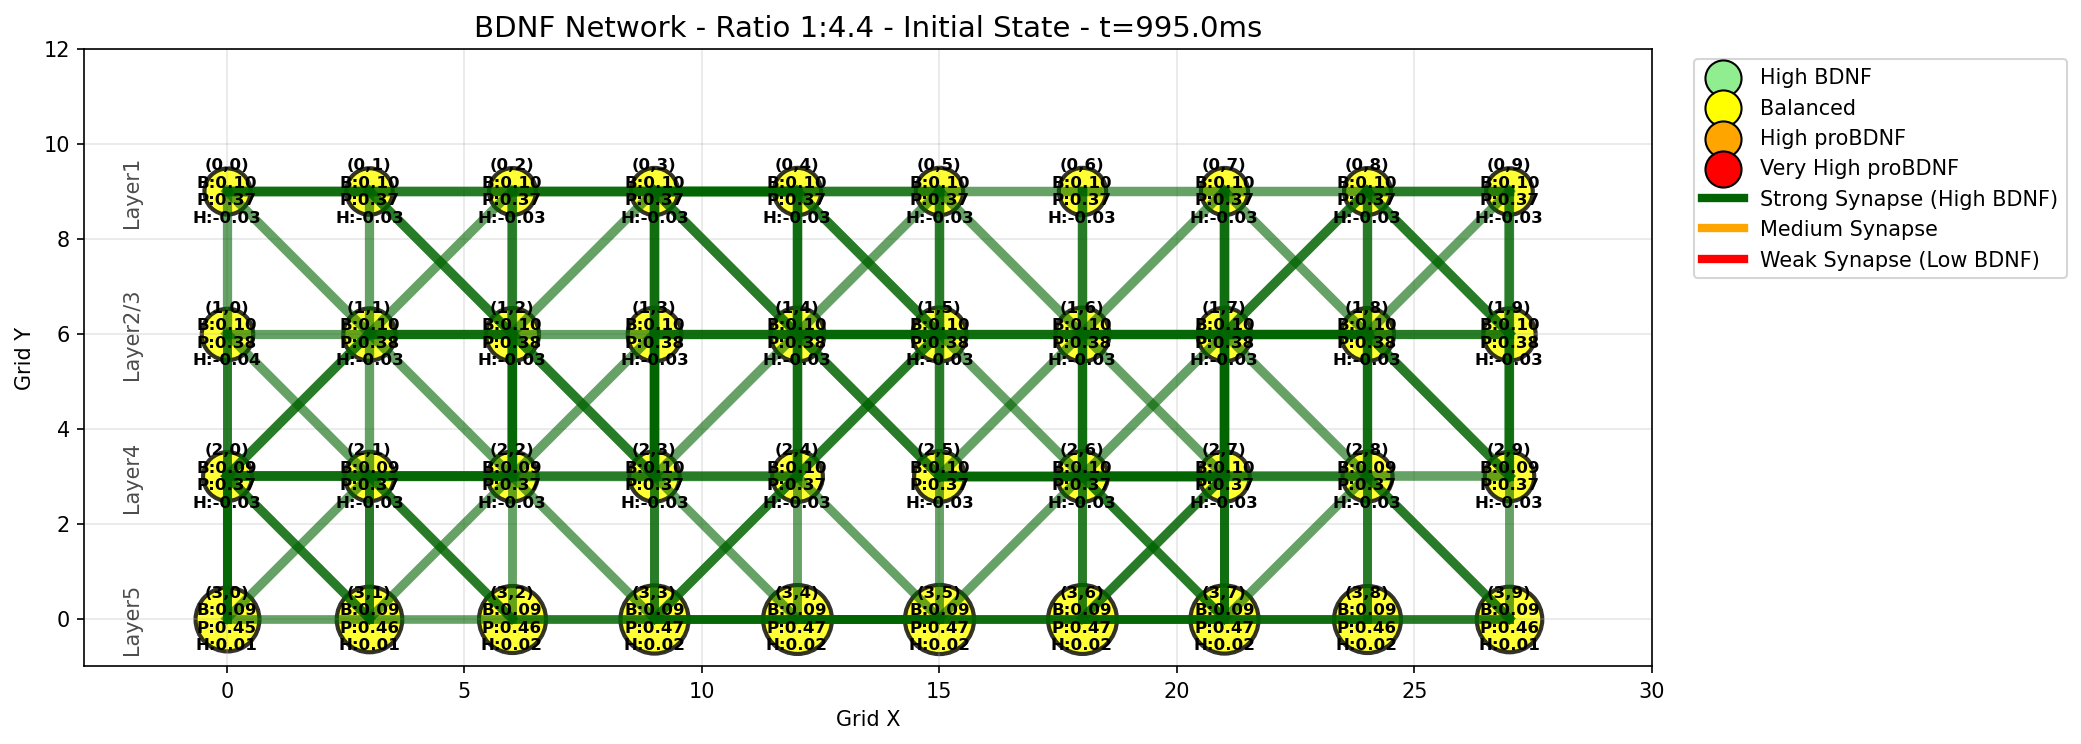 BDNF Network - Ratio 1:4.4 - Initial State - t=995.0ms
12
10
8
6
4
2
0
Grid Y
Layer1
Layer2/3
Layer4
Layer5
(0,0) (0,1) (0,2) (0,3) (0,4) (0,5) (0,6) (0,7) (0,8) (0,9)
B:0.10 B:0.10 B:0.10 B:0.10 B:0.10 B:0.10 B:0.10 B:0.10 B:0.10 B:0.10
P:0.37 P:0.37 P:0.37 P:0.37 P:0.37 P:0.37 P:0.37 P:0.37 P:0.37 P:0.37
H:-0.03 H:-0.03 H:-0.03 H:-0.03 H:-0.03 H:-0.03 H:-0.03 H:-0.03 H:-0.03 H:-0.03
(1,0) (1,1) (1,2) (1,3) (1,4) (1,5) (1,6) (1,7) (1,8) (1,9)
B:0.10 B:0.10 B:0.10 B:0.10 B:0.10 B:0.10 B:0.10 B:0.10 B:0.10 B:0.10
P:0.38 P:0.38 P:0.38 P:0.38 P:0.38 P:0.38 P:0.38 P:0.38 P:0.38 P:0.38
H:-0.04 H:-0.03 H:-0.03 H:-0.03 H:-0.03 H:-0.03 H:-0.03 H:-0.03 H:-0.03 H:-0.03
(2,0) (2,1) (2,2) (2,3) (2,4) (2,5) (2,6) (2,7) (2,8) (2,9)
B:0.09 B:0.09 B:0.09 B:0.10 B:0.10 B:0.10 B:0.10 B:0.10 B:0.09 B:0.09
P:0.37 P:0.37 P:0.37 P:0.37 P:0.37 P:0.37 P:0.37 P:0.37 P:0.37 P:0.37
H:-0.03 H:-0.03 H:-0.03 H:-0.03 H:-0.03 H:-0.03 H:-0.03 H:-0.03 H:-0.03 H:-0.03
(3,0) (3,1) (3,2) (3,3) (3,4) (3,5) (3,6) (3,7) (3,8) (3,9)
B:0.09 B:0.09 B:0.09 B:0.09 B:0.09 B:0.09 B:0.09 B:0.09 B:0.09 B:0.09
P:0.45 P:0.46 P:0.46 P:0.47 P:0.47 P:0.47 P:0.47 P:0.47 P:0.46 P:0.46
H:0.01 H:0.01 H:0.02 H:0.02 H:0.02 H:0.02 H:0.02 H:0.02 H:0.02 H:0.01
0 5 10 15 20 25 30
Grid X
High BDNF
Balanced
High proBDNF
Very High proBDNF
Strong Synapse (High BDNF)
Medium Synapse
Weak Synapse (Low BDNF)